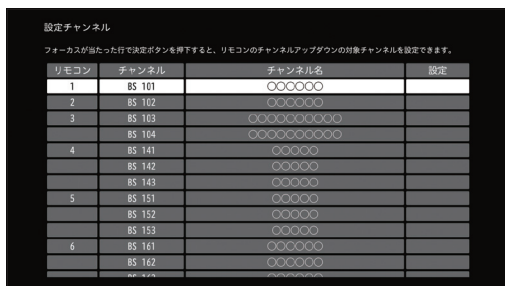 設定チャンネル
フォーカスが当たった行で決定ボタンを押下すると、リモコンのチャンネルアップダウンの対象チャンネルを設定できます。
リモコン チャンネル チャンネル名 設定
1 BS 101 〇〇〇〇〇〇
2 BS 102 〇〇〇〇〇〇
3 BS 103 〇〇〇〇〇〇〇〇〇〇
BS 104 〇〇〇〇〇〇〇〇〇〇
4 BS 141 〇〇〇〇〇
BS 142 〇〇〇〇〇
BS 143 〇〇〇〇〇
5 BS 151 〇〇〇〇〇
BS 152 〇〇〇〇〇
BS 153 〇〇〇〇〇
6 BS 161 〇〇〇〇〇〇
BS 162 〇〇〇〇〇〇